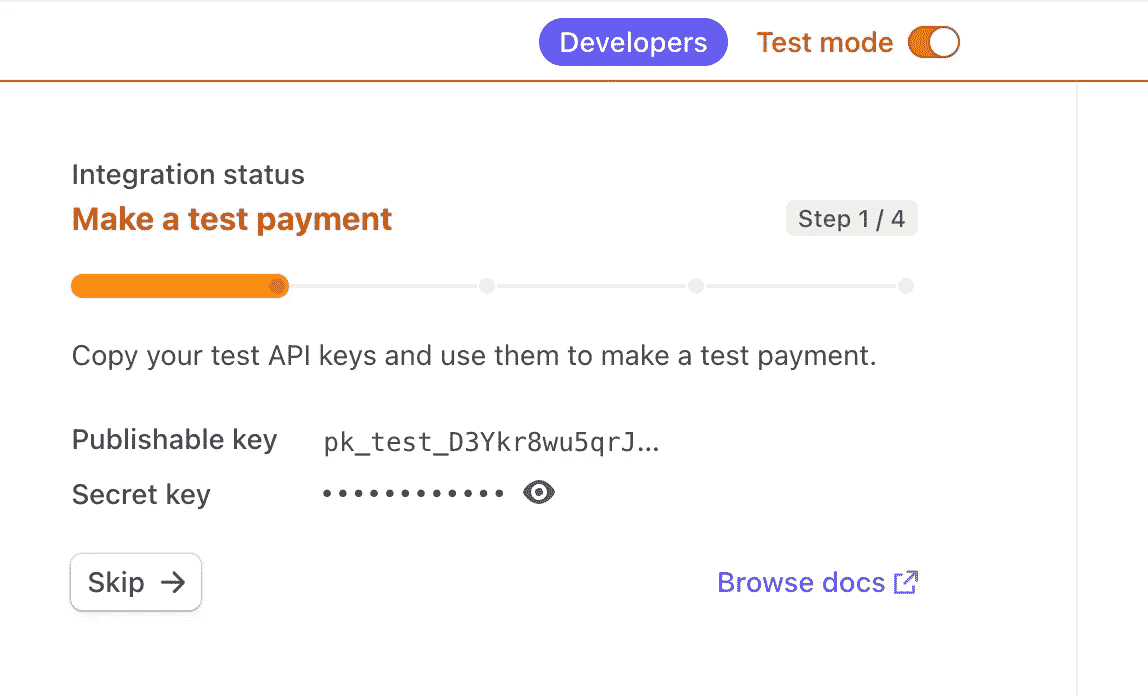 Developers Test mode
Integration status
Make a test payment
Step 1 / 4
Copy your test API keys and use them to make a test payment.
Publishable key pk_test_D3Ykr8wu5qrJ...
Secret key ••••••••••••
Skip →
Browse docs